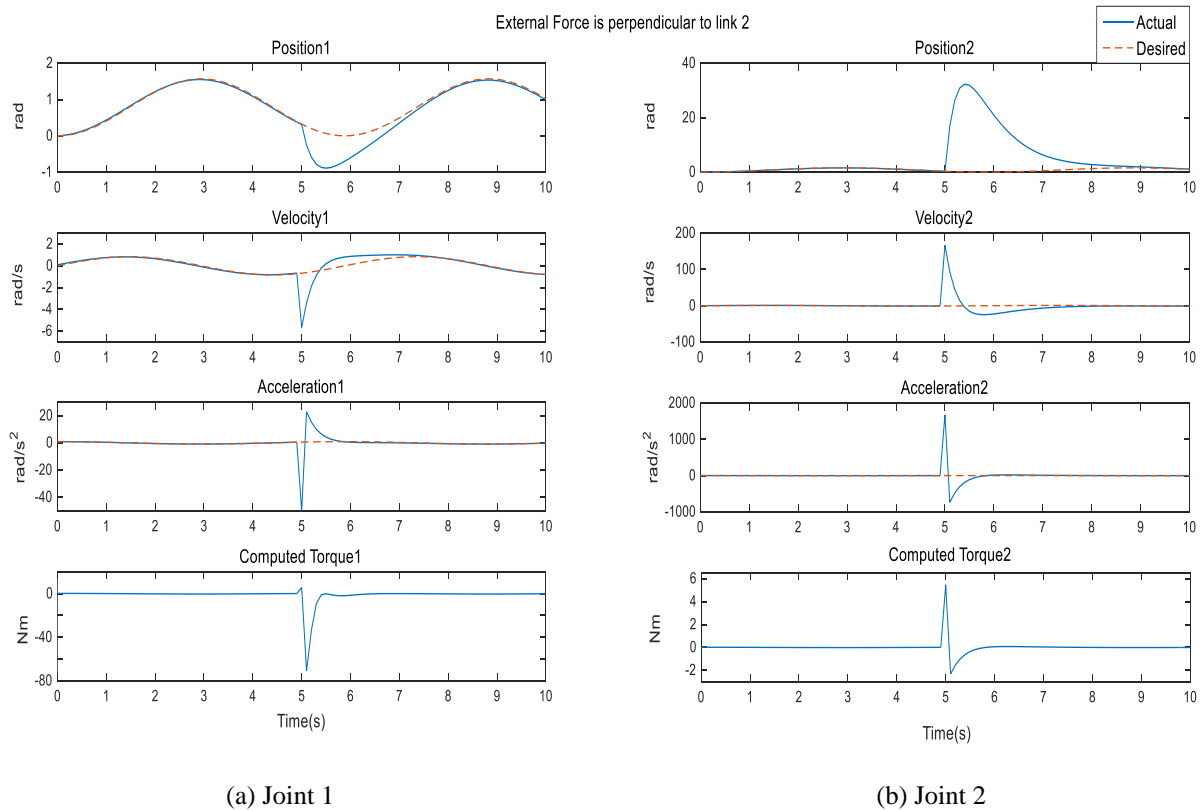 External Force is perpendicular to link 2
Actual
Desired
Position1
2
1
0
-1
rad
0 1 2 3 4 5 6 7 8 9 10
Velocity1
2
0
-2
-4
-6
rad/s
0 1 2 3 4 5 6 7 8 9 10
Acceleration1
20
0
-20
-40
rad/s²
0 1 2 3 4 5 6 7 8 9 10
Computed Torque1
0
-40
-80
Nm
0 1 2 3 4 5 6 7 8 9 10
Time(s)
(a) Joint 1
Position2
40
20
0
rad
0 1 2 3 4 5 6 7 8 9 10
Velocity2
200
100
0
-100
rad/s
0 1 2 3 4 5 6 7 8 9 10
Acceleration2
2000
1000
0
-1000
rad/s²
0 1 2 3 4 5 6 7 8 9 10
Computed Torque2
6
4
2
0
-2
Nm
0 1 2 3 4 5 6 7 8 9 10
Time(s)
(b) Joint 2